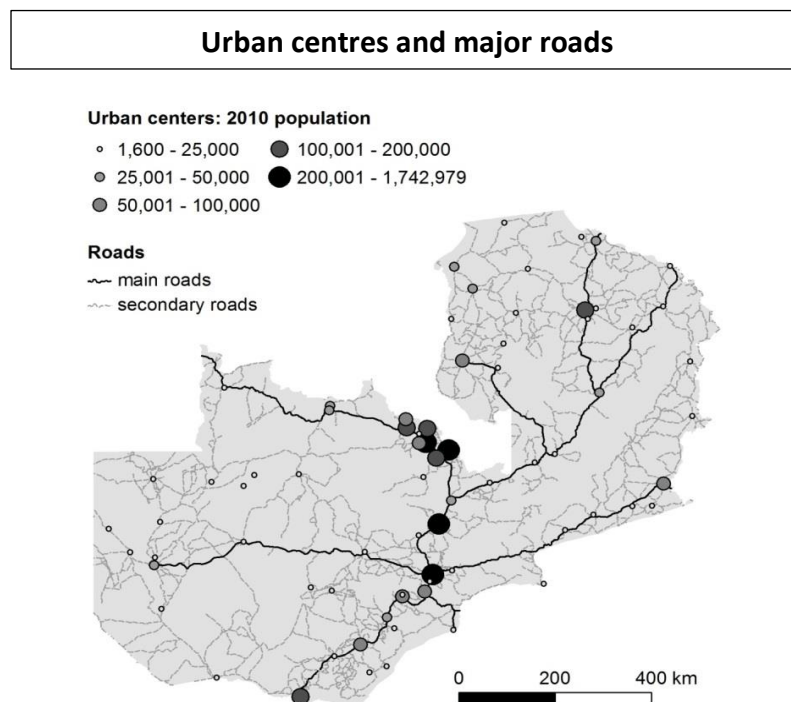 Urban centres and major roads
Urban centers: 2010 population
1,600 - 25,000
100,001 - 200,000
25,001 - 50,000
200,001 - 1,742,979
50,001 - 100,000
Roads
main roads
secondary roads
0 200 400 km